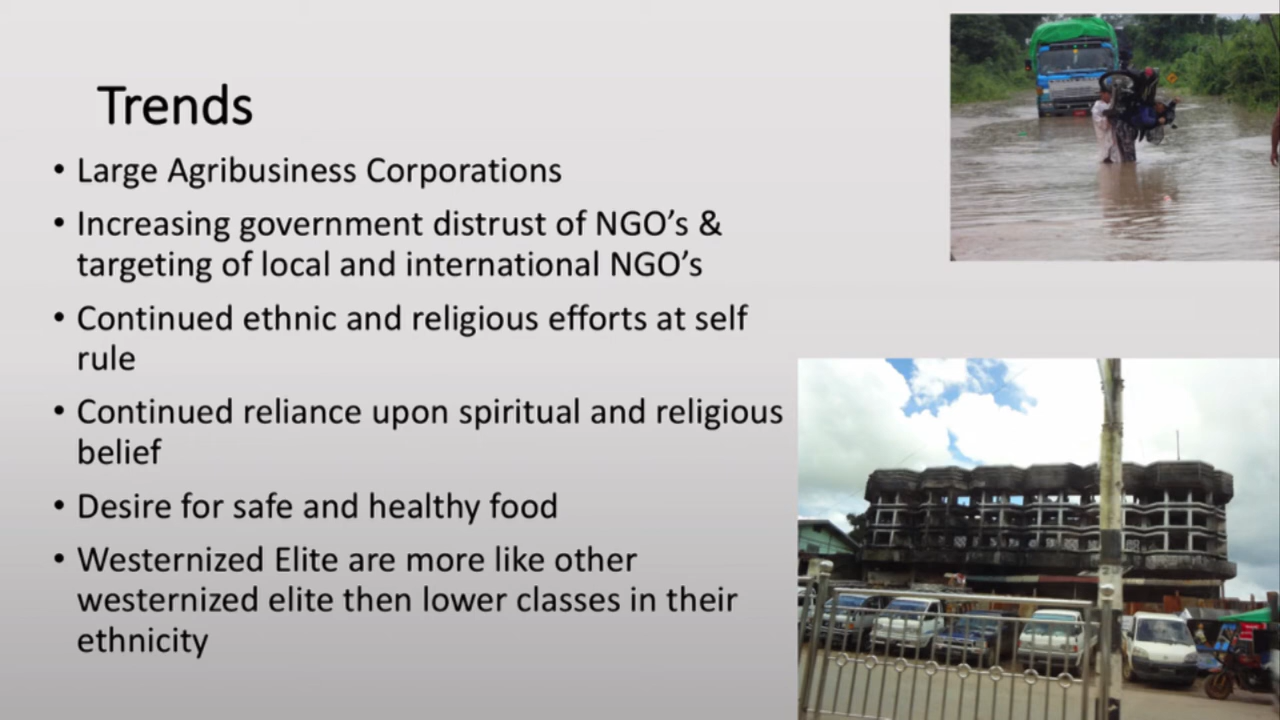 Trends
• Large Agribusiness Corporations
• Increasing government distrust of NGO’s &
targeting of local and international NGO’s
• Continued ethnic and religious efforts at self
rule
• Continued reliance upon spiritual and religious
belief
• Desire for safe and healthy food
• Westernized Elite are more like other
westernized elite then lower classes in their
ethnicity